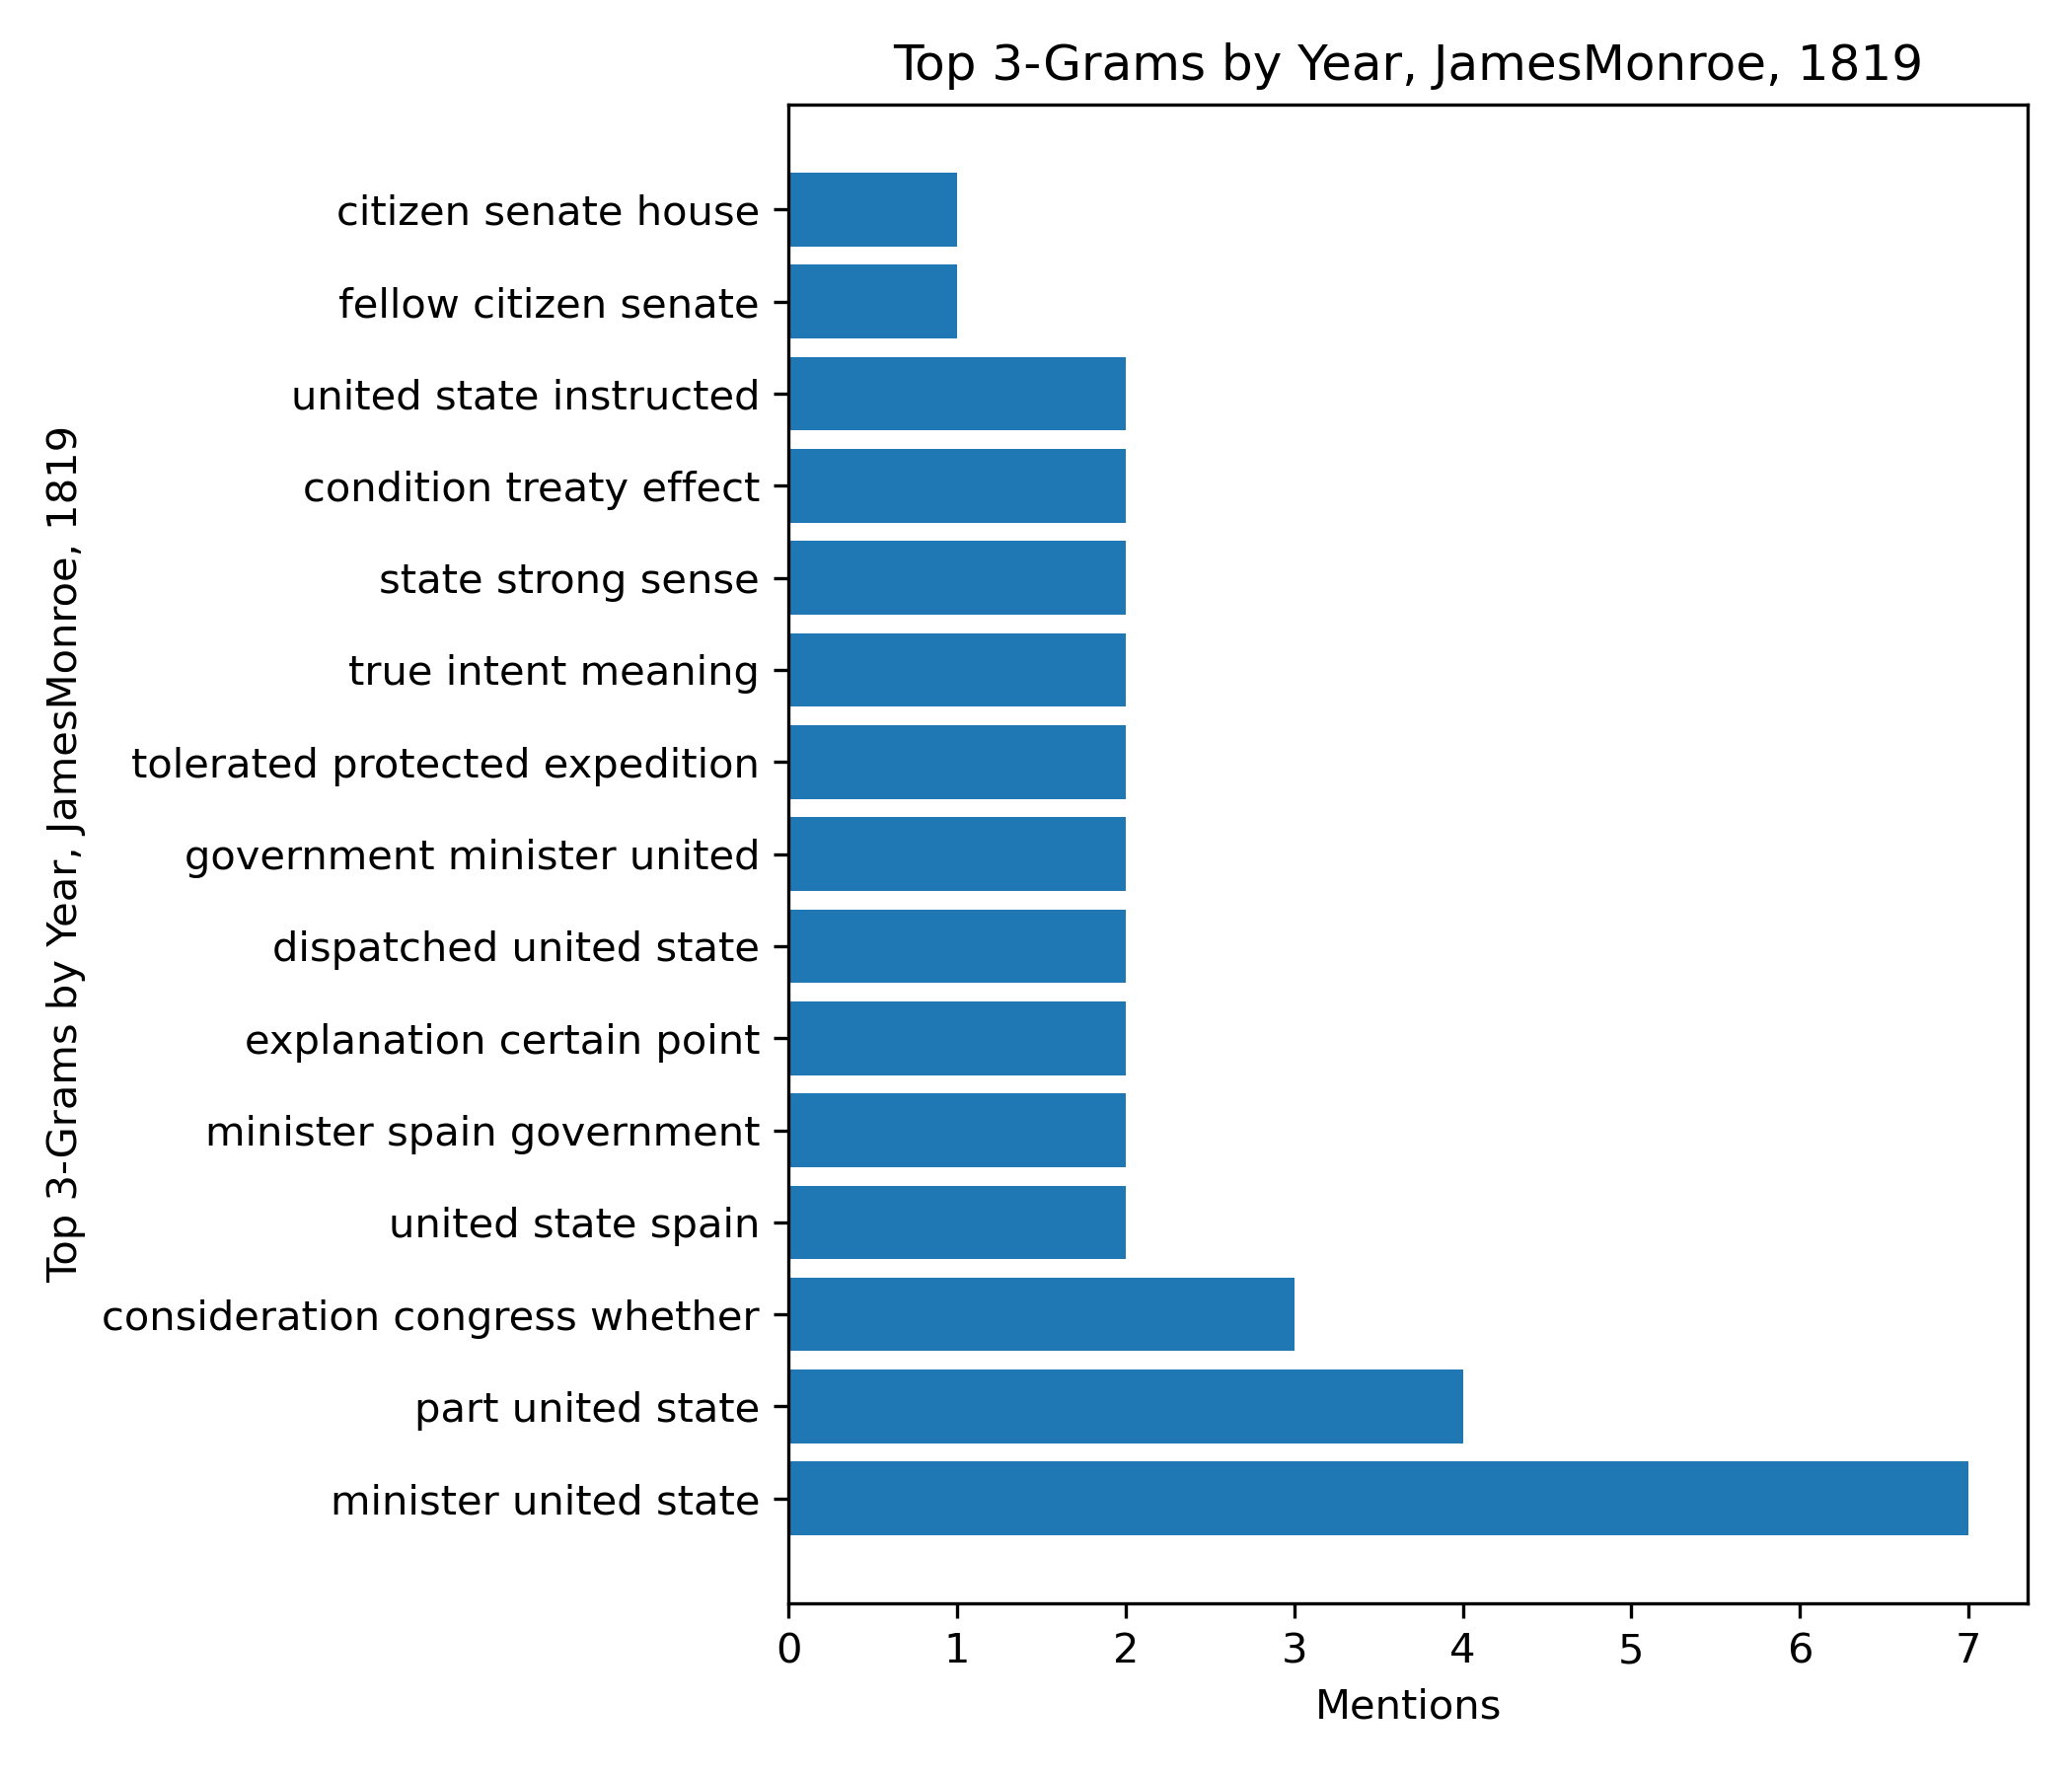 Top 3-Grams by Year, JamesMonroe, 1819
Top 3-Grams by Year, JamesMonroe, 1819
citizen senate house
fellow citizen senate
united state instructed
condition treaty effect
state strong sense
true intent meaning
tolerated protected expedition
government minister united
dispatched united state
explanation certain point
minister spain government
united state spain
consideration congress whether
part united state
minister united state
0 1 2 3 4 5 6 7
Mentions